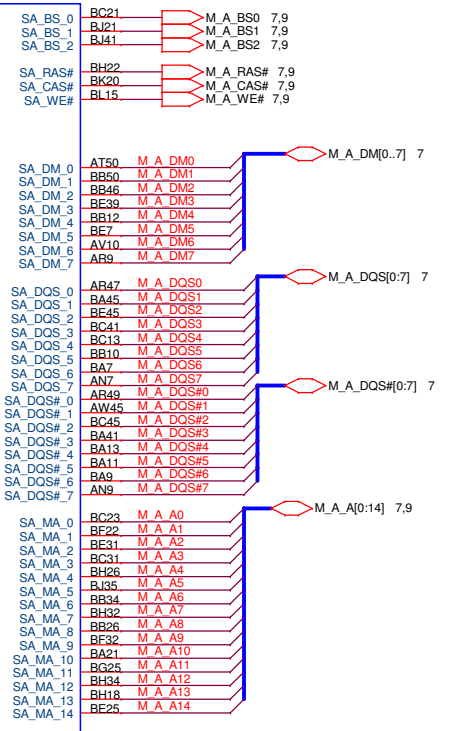 SA_BS_0 BC21 M_A_BS0 7,9
SA_BS_1 BJ21 M_A_BS1 7,9
SA_BS_2 BJ41 M_A_BS2 7,9
SA_RAS# BH22 M_A_RAS# 7,9
SA_CAS# BK20 M_A_CAS# 7,9
SA_WE# BL15 M_A_WE# 7,9
M_A_DM[0..7] 7
SA_DM_0 AT50 M_A_DM0
SA_DM_1 BB50 M_A_DM1
SA_DM_2 BB46 M_A_DM2
SA_DM_3 BE39 M_A_DM3
SA_DM_4 BB12 M_A_DM4
SA_DM_5 BE7 M_A_DM5
SA_DM_6 AV10 M_A_DM6
SA_DM_7 AR9 M_A_DM7
M_A_DQS[0:7] 7
SA_DQS_0 AR47 M_A_DQS0
SA_DQS_1 BA45 M_A_DQS1
SA_DQS_2 BE45 M_A_DQS2
SA_DQS_3 BC41 M_A_DQS3
SA_DQS_4 BC13 M_A_DQS4
SA_DQS_5 BB10 M_A_DQS5
SA_DQS_6 BA7 M_A_DQS6
SA_DQS_7 AN7 M_A_DQS7
M_A_DQS#[0:7] 7
SA_DQS#_0 AR49 M_A_DQS#0
SA_DQS#_1 AW45 M_A_DQS#1
SA_DQS#_2 BC45 M_A_DQS#2
SA_DQS#_3 BA41 M_A_DQS#3
SA_DQS#_4 BA13 M_A_DQS#4
SA_DQS#_5 BA11 M_A_DQS#5
SA_DQS#_6 BA9 M_A_DQS#6
SA_DQS#_7 AN9 M_A_DQS#7
M_A_A[0:14] 7,9
SA_MA_0 BC23 M_A_A0
SA_MA_1 BF22 M_A_A1
SA_MA_2 BE31 M_A_A2
SA_MA_3 BC31 M_A_A3
SA_MA_4 BH26 M_A_A4
SA_MA_5 BJ35 M_A_A5
SA_MA_6 BB34 M_A_A6
SA_MA_7 BH32 M_A_A7
SA_MA_8 BB26 M_A_A8
SA_MA_9 BF32 M_A_A9
SA_MA_10 BA21 M_A_A10
SA_MA_11 BG25 M_A_A11
SA_MA_12 BH34 M_A_A12
SA_MA_13 BH18 M_A_A13
SA_MA_14 BE25 M_A_A14